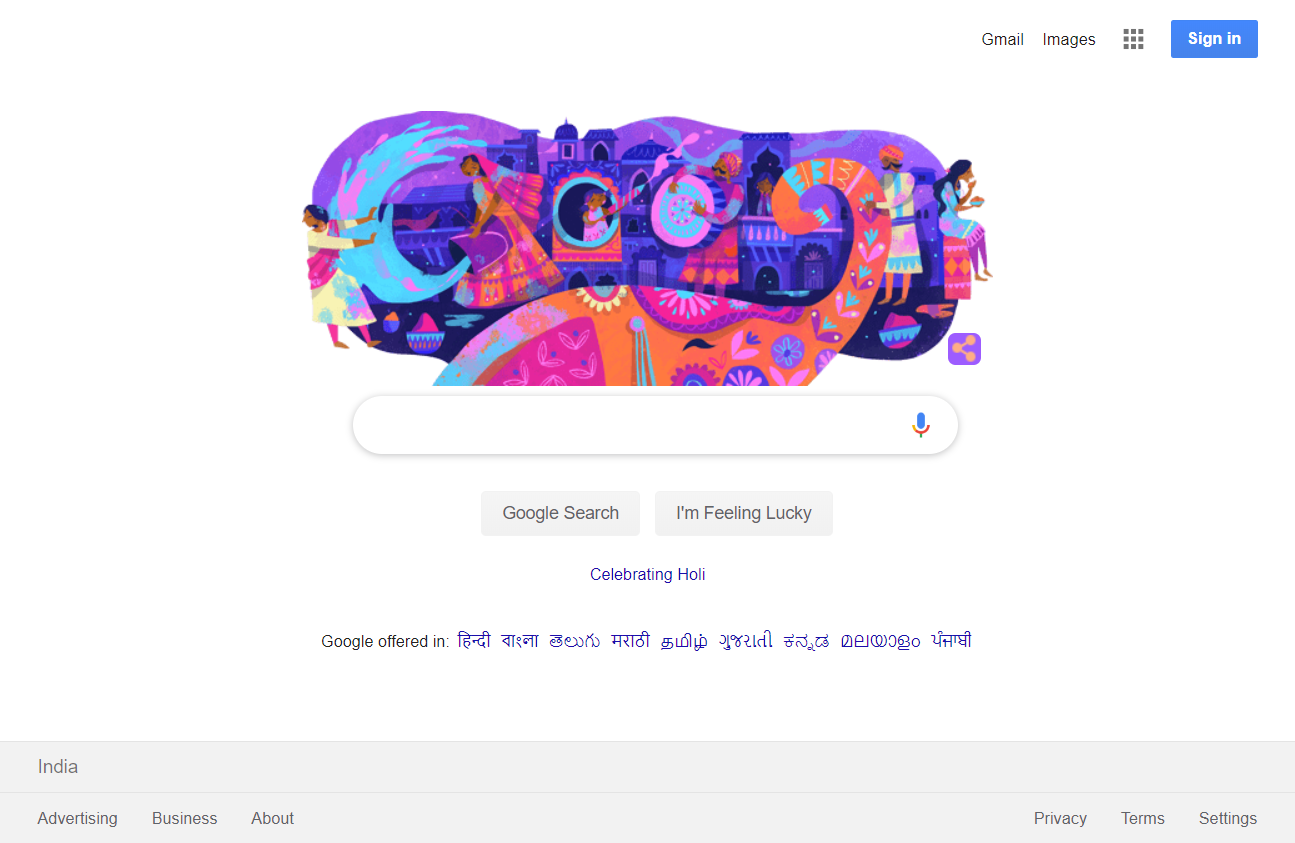 Gmail Images Sign in
Google Search I'm Feeling Lucky
Celebrating Holi
Google offered in: हिन्दी বাংলা తెలుగు मराठी தமிழ் ગુજરાતી ಕನ್ನಡ മലയാളം ਪੰਜਾਬੀ
India
Advertising Business About Privacy Terms Settings